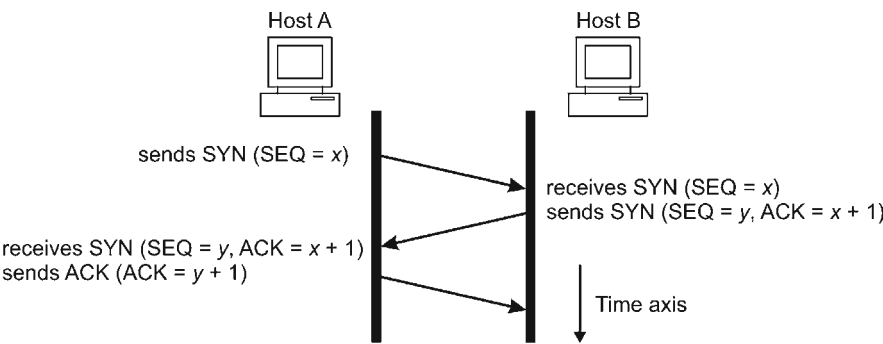 Host A
Host B
sends SYN (SEQ = x)
receives SYN (SEQ = x)
sends SYN (SEQ = y, ACK = x + 1)
receives SYN (SEQ = y, ACK = x + 1)
sends ACK (ACK = y + 1)
Time axis